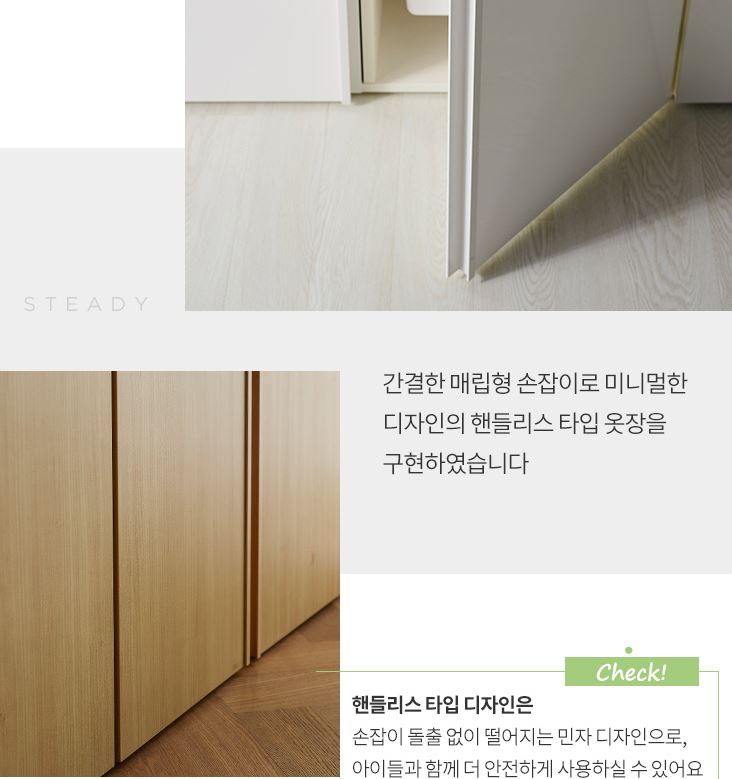 STEADY
간결한 매립형 손잡이로 미니멀한
디자인의 핸들리스 타입 옷장을
구현하였습니다
Check!
핸들리스 타입 디자인은
손잡이 돌출 없이 떨어지는 민자 디자인으로,
아이들과 함께 더 안전하게 사용하실 수 있어요